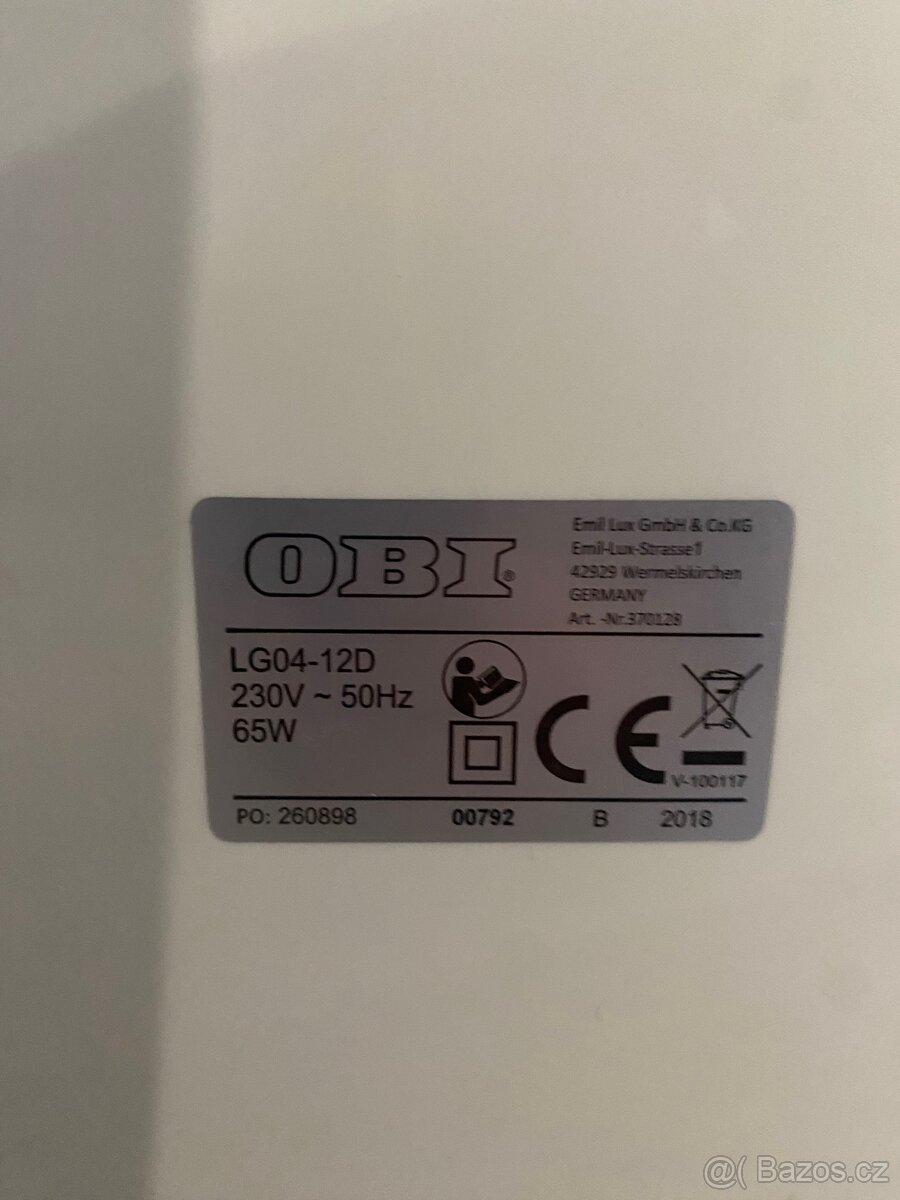 OBI®
Emil Lux GmbH & Co.KG
Emil-Lux-Strasse1
42929 Wermelskirchen
GERMANY
Art. -Nr.370128
LG04-12D
230V ~ 50Hz
65W
CE
V-100117
PO: 260898 00792 B 2018
@( Bazos.cz